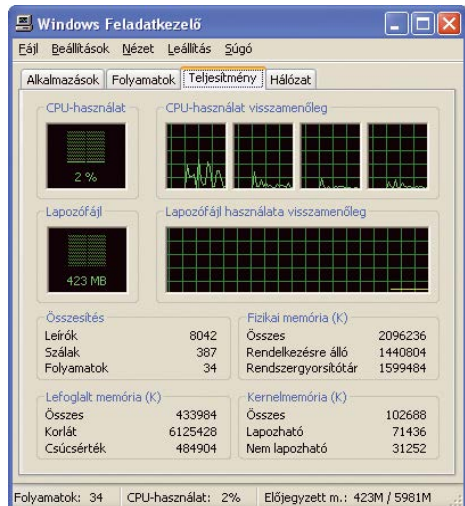 Windows Feladatkezelő
Fájl Beállítások Nézet Leállítás Súgó
Alkalmazások Folyamatok Teljesítmény Hálózat
CPU-használat
2 %
CPU-használat visszamenőleg
Lapozófájl
423 MB
Lapozófájl használata visszamenőleg
Összesítés
Leírók 8042
Szálak 387
Folyamatok 34
Fizikai memória (K)
Összes 2096236
Rendelkezésre álló 1440804
Rendszergyorsítótár 1599484
Lefoglalt memória (K)
Összes 433984
Korlát 6125428
Csúcsérték 484904
Kernelmemória (K)
Összes 102688
Lapozható 71436
Nem lapozható 31252
Folyamatok: 34 CPU-használat: 2% Előjegyzett m.: 423M / 5981M